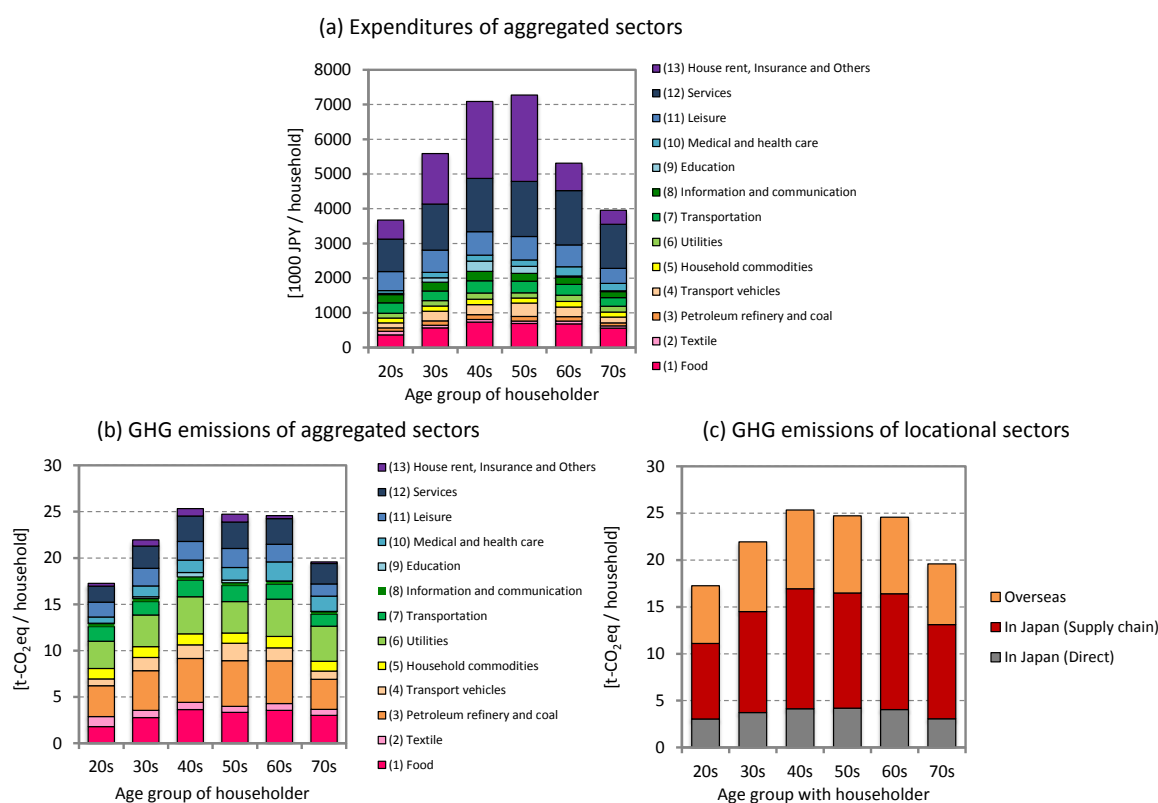 (a) Expenditures of aggregated sectors
[1000 JPY / household]
8000
7000
6000
5000
4000
3000
2000
1000
0
20s 30s 40s 50s 60s 70s
Age group of householder
(13) House rent, Insurance and Others
(12) Services
(11) Leisure
(10) Medical and health care
(9) Education
(8) Information and communication
(7) Transportation
(6) Utilities
(5) Household commodities
(4) Transport vehicles
(3) Petroleum refinery and coal
(2) Textile
(1) Food
(b) GHG emissions of aggregated sectors
[t-CO₂eq / household]
30
25
20
15
10
5
0
20s 30s 40s 50s 60s 70s
Age group of householder
(13) House rent, Insurance and Others
(12) Services
(11) Leisure
(10) Medical and health care
(9) Education
(8) Information and communication
(7) Transportation
(6) Utilities
(5) Household commodities
(4) Transport vehicles
(3) Petroleum refinery and coal
(2) Textile
(1) Food
(c) GHG emissions of locational sectors
[t-CO₂eq / household]
30
25
20
15
10
5
0
20s 30s 40s 50s 60s 70s
Age group with householder
Overseas
In Japan (Supply chain)
In Japan (Direct)